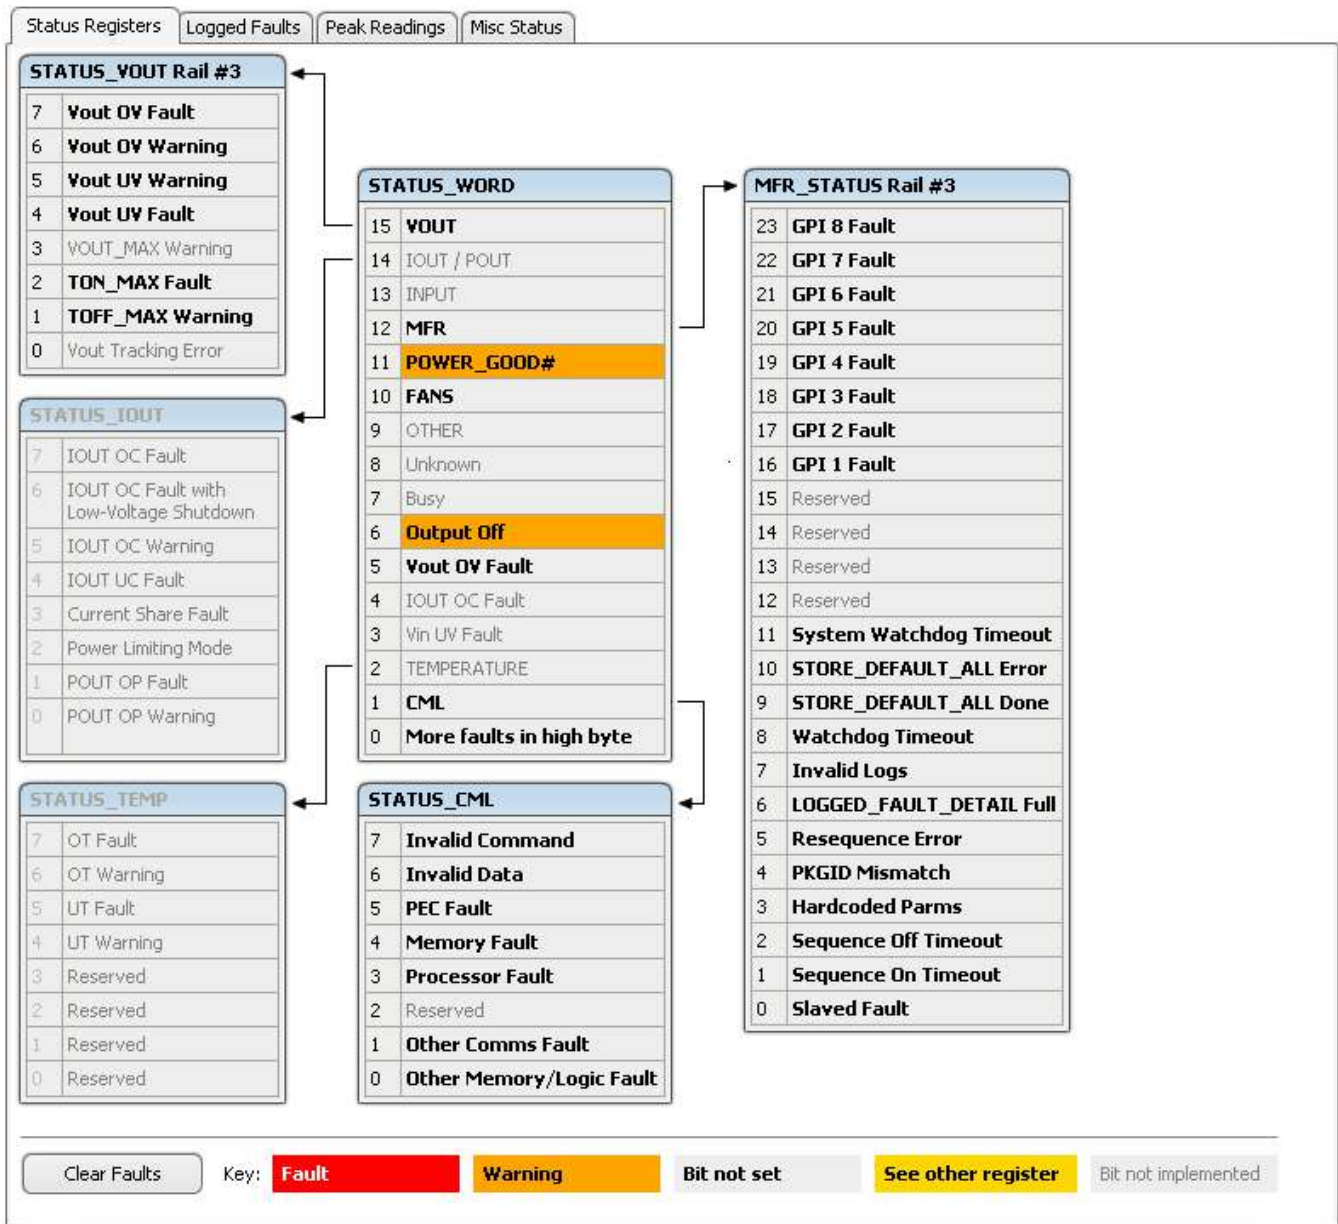 Status Registers Logged Faults Peak Readings Misc Status
STATUS_VOUT Rail #3
7 Vout OV Fault
6 Vout OV Warning
5 Vout UV Warning
4 Vout UV Fault
3 VOUT_MAX Warning
2 TON_MAX Fault
1 TOFF_MAX Warning
0 Vout Tracking Error
STATUS_IOUT
7 IOUT OC Fault
6 IOUT OC Fault with
Low-Voltage Shutdown
5 IOUT OC Warning
4 IOUT UC Fault
3 Current Share Fault
2 Power Limiting Mode
1 POUT OP Fault
0 POUT OP Warning
STATUS_TEMP
7 OT Fault
6 OT Warning
5 UT Fault
4 UT Warning
3 Reserved
2 Reserved
1 Reserved
0 Reserved
STATUS_WORD
15 VOUT
14 IOUT / POUT
13 INPUT
12 MFR
11 POWER_GOOD#
10 FANS
9 OTHER
8 Unknown
7 Busy
6 Output Off
5 Vout OV Fault
4 IOUT OC Fault
3 Vin UV Fault
2 TEMPERATURE
1 CML
0 More faults in high byte
STATUS_CML
7 Invalid Command
6 Invalid Data
5 PEC Fault
4 Memory Fault
3 Processor Fault
2 Reserved
1 Other Comms Fault
0 Other Memory/Logic Fault
MFR_STATUS Rail #3
23 GPI 8 Fault
22 GPI 7 Fault
21 GPI 6 Fault
20 GPI 5 Fault
19 GPI 4 Fault
18 GPI 3 Fault
17 GPI 2 Fault
16 GPI 1 Fault
15 Reserved
14 Reserved
13 Reserved
12 Reserved
11 System Watchdog Timeout
10 STORE_DEFAULT_ALL Error
9 STORE_DEFAULT_ALL Done
8 Watchdog Timeout
7 Invalid Logs
6 LOGGED_FAULT_DETAIL Full
5 Resequence Error
4 PKGID Mismatch
3 Hardcoded Parms
2 Sequence Off Timeout
1 Sequence On Timeout
0 Slaved Fault
Clear Faults Key: Fault Warning Bit not set See other register Bit not implemented